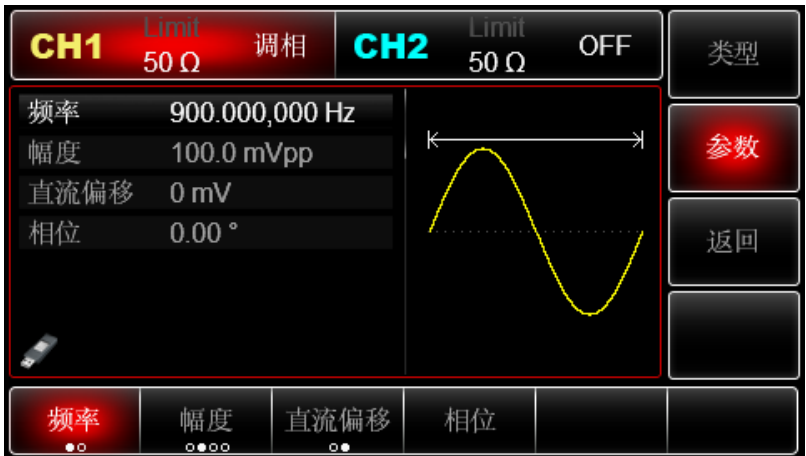 CH1 Limit 50 Ω 调相 CH2 Limit 50 Ω OFF
类型
频率 900.000,000 Hz
幅度 100.0 mVpp
直流偏移 0 mV
相位 0.00 °
参数
返回
频率 幅度 直流偏移 相位